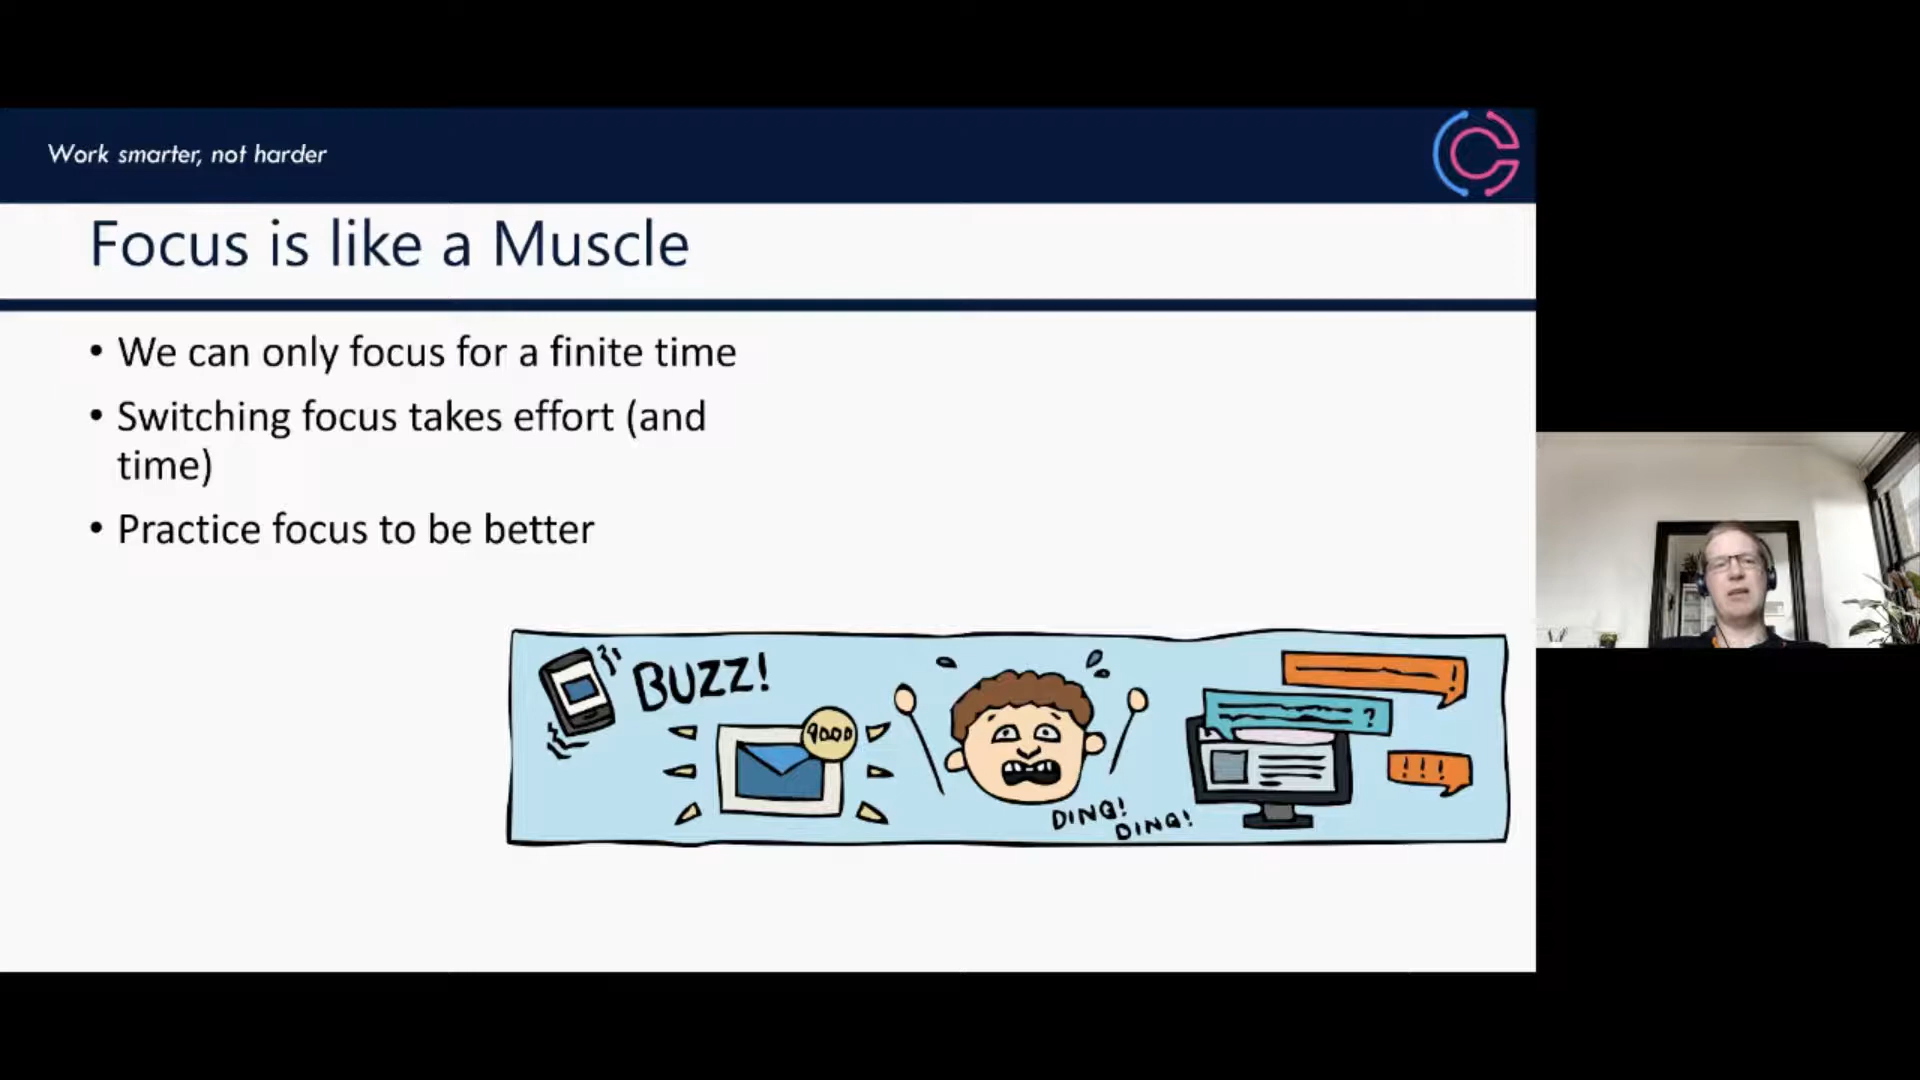 Work smarter, not harder
Focus is like a Muscle
• We can only focus for a finite time
• Switching focus takes effort (and
time)
• Practice focus to be better
BUZZ!
9000
DING!
DING!
!
?
!!!